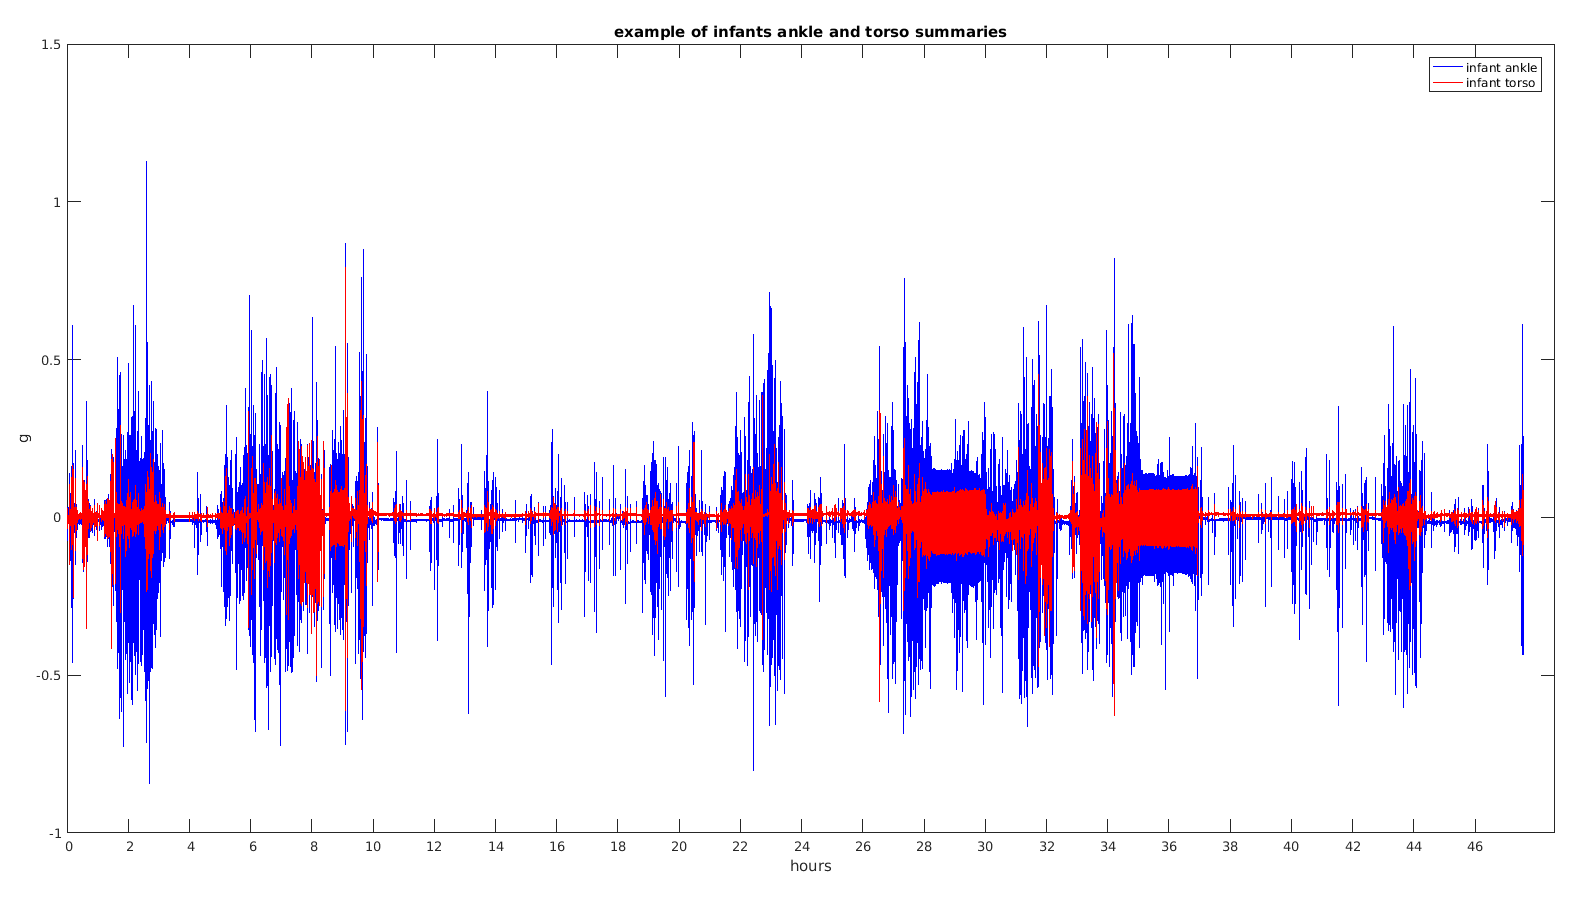 example of infants ankle and torso summaries
1.5
1
0.5
0
-0.5
-1
g
infant ankle
infant torso
0 2 4 6 8 10 12 14 16 18 20 22 24 26 28 30 32 34 36 38 40 42 44 46
hours